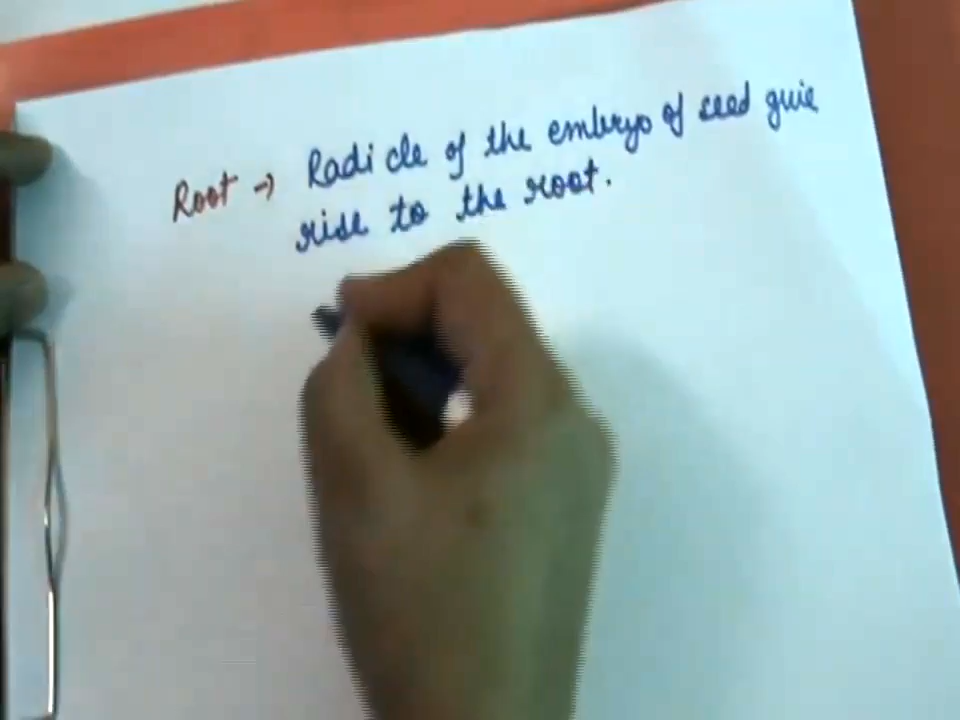 Root → Radicle of the embryo of seed give
rise to the root.